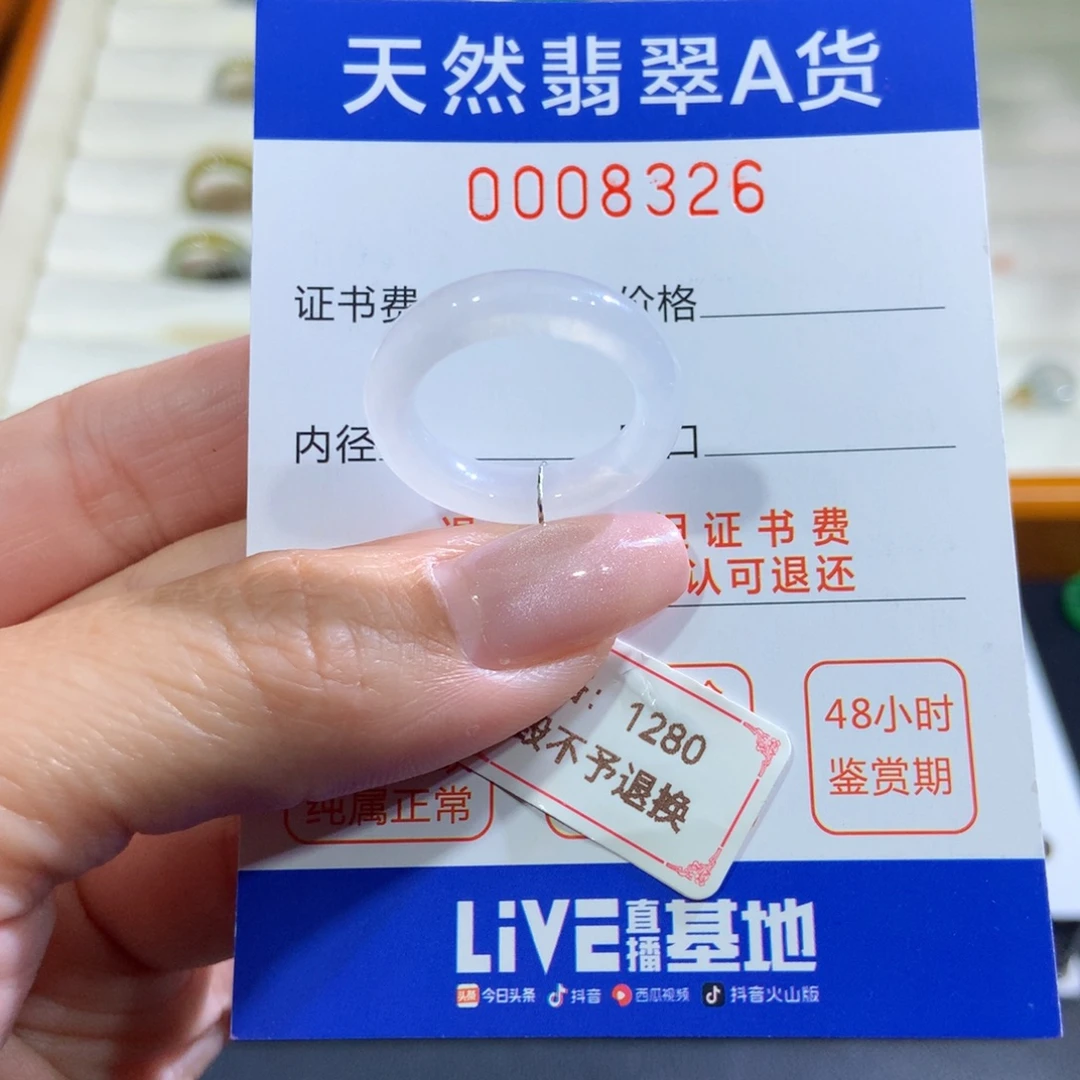 天然翡翠A货
0008326
证书费 价格
内径 口
证书费
认可退还
1280
不予退换
48小时
鉴赏期
纯属正常
LiVE直播基地
头条 今日头条 抖音 西瓜视频 抖音火山版